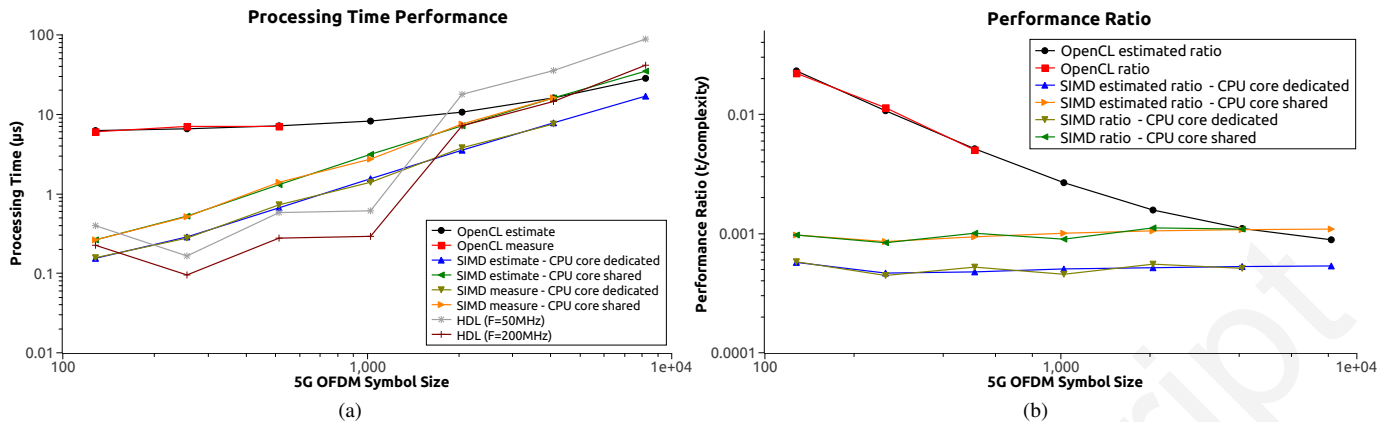 Processing Time Performance
Processing Time (µs)
100
10
1
0.1
0.01
OpenCL estimate
OpenCL measure
SIMD estimate - CPU core dedicated
SIMD estimate - CPU core shared
SIMD measure - CPU core dedicated
SIMD measure - CPU core shared
HDL (F=50MHz)
HDL (F=200MHz)
100
1,000
1e+04
5G OFDM Symbol Size
(a)
Performance Ratio
Performance Ratio (t/complexity)
0.01
0.001
0.0001
OpenCL estimated ratio
OpenCL ratio
SIMD estimated ratio - CPU core dedicated
SIMD estimated ratio - CPU core shared
SIMD ratio - CPU core dedicated
SIMD ratio - CPU core shared
100
1,000
1e+04
5G OFDM Symbol Size
(b)
ript